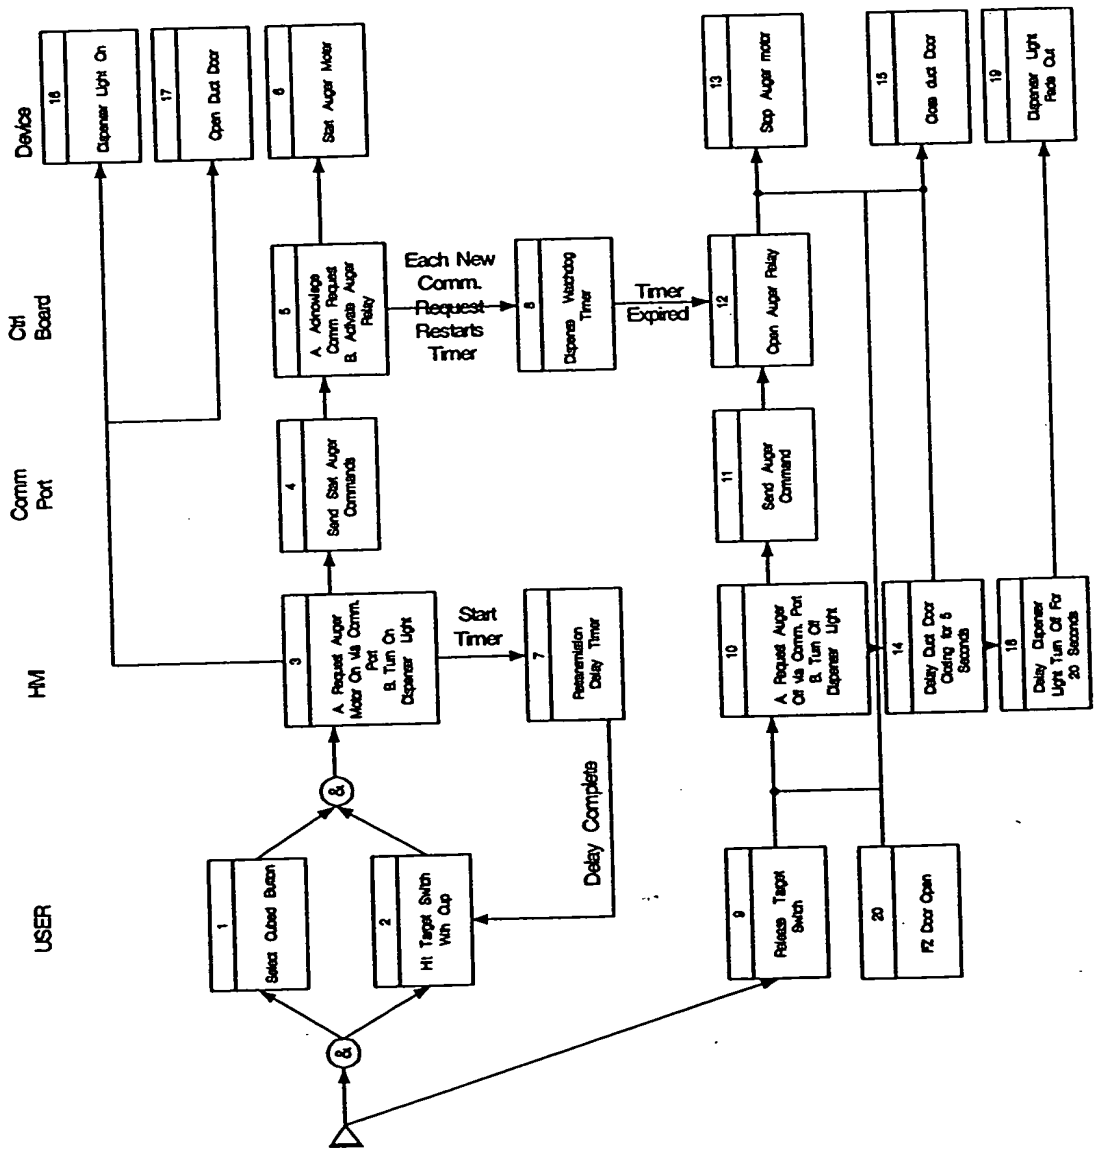 Device
Ctrl
Board
Comm
Port
HM
USER
16
Dispenser Light On
17
Open Duct Door
6
Start Auger Motor
13
Stop Auger motor
15
Close duct Door
19
Dispenser Light
Fade Out
5
A. Acknowlege
Comm Request
B. Activate Auger
Relay
Each New
Comm.
Request
Restarts
Timer
8
Dispense Watchdog
Timer
Timer
Expired
12
Open Auger Relay
4
Send Start Auger
Commands
11
Send Auger
Command
3
A. Request Auger
Motor On via Comm.
Port
B. Turn On
Dispenser Light
Start
Timer
7
Retransmission
Delay Timer
10
A. Request Auger
Off via Comm. Port
B. Turn Off
Dispenser Light
14
Delay Duct Door
Closing for 5
Seconds
18
Delay Dispenser
Light Turn Off For
20 Seconds
&
Delay Complete
1
Select Cubed Button
2
Hit Target Switch
With Cup
9
Release Target
Switch
20
FZ Door Open
&